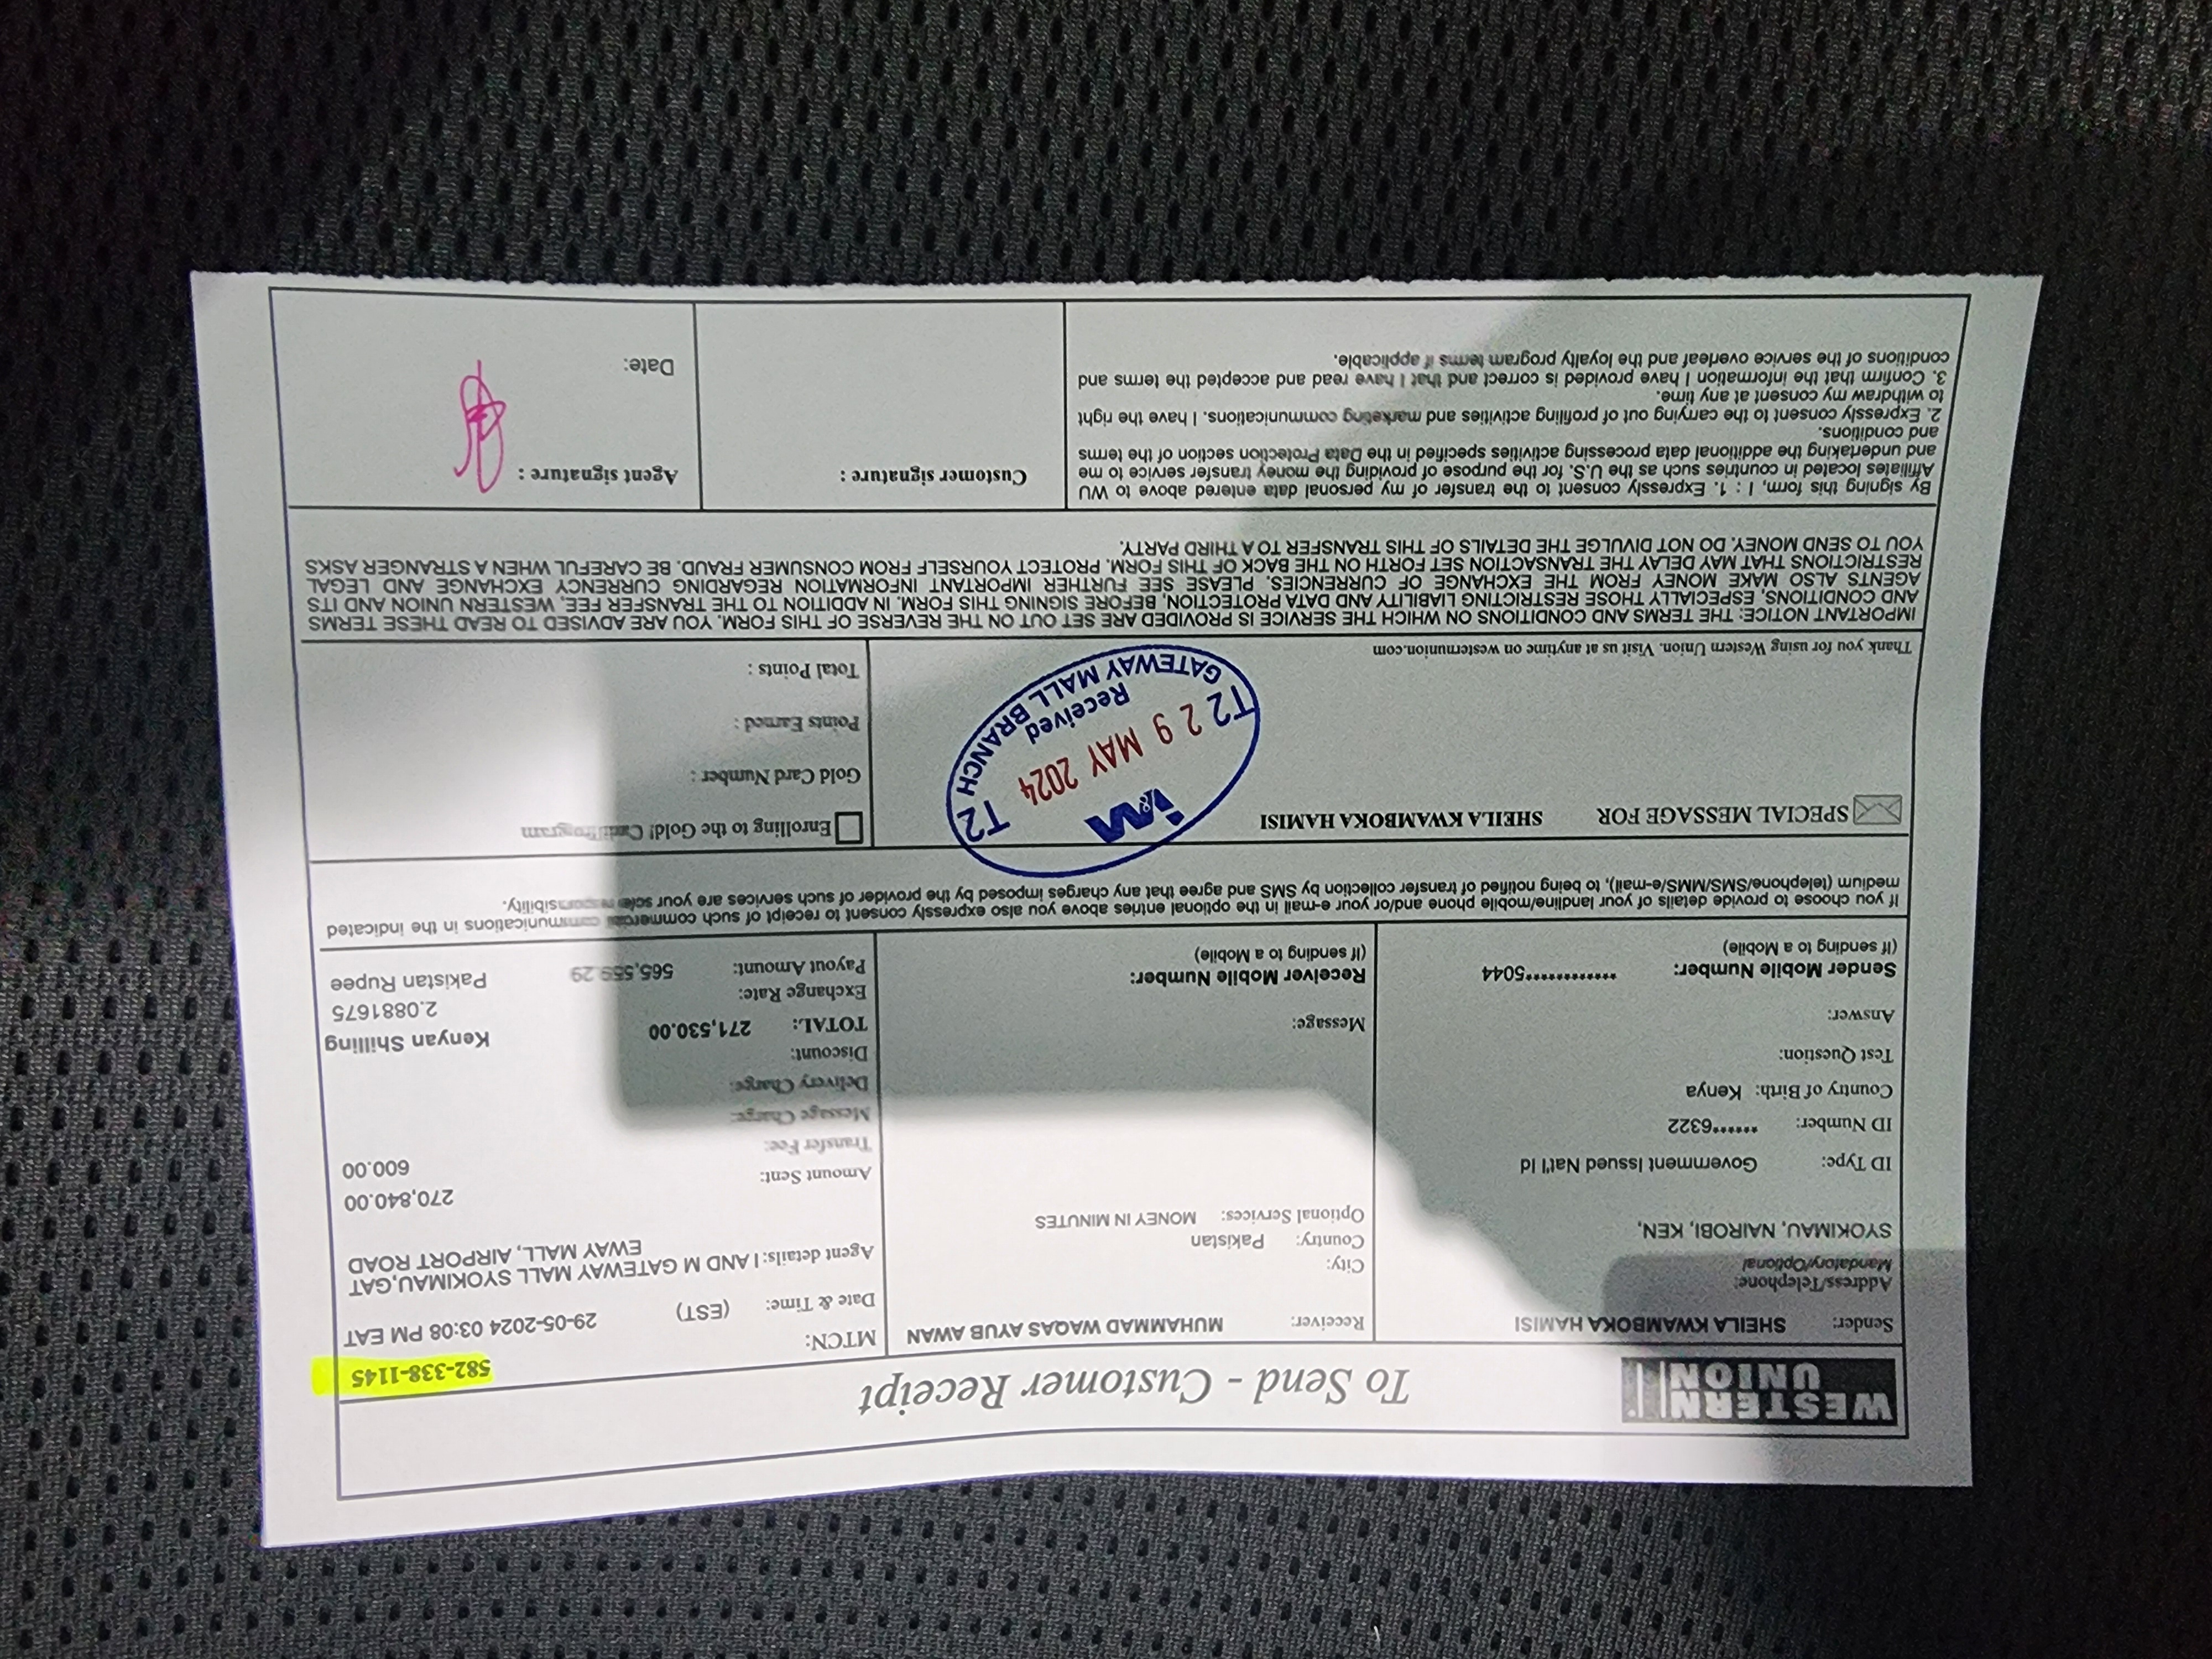 WESTERN
UNION
To Send - Customer Receipt
Sender: SHEILA KWAMBOKA HAMISI
Address/Telephone:
Mandatory/Optional
SYOKIMAU, NAIROBI, KEN,
ID Type: Government Issued Nat'l Id
ID Number: ******6322
Country of Birth: Kenya
Test Question:
Answer:
Sender Mobile Number: **************5044
(If sending to a Mobile)
Receiver: MUHAMMAD WAQAS AYUB AWAN
City:
Country: Pakistan
Optional Services: MONEY IN MINUTES
Message:
Receiver Mobile Number:
(If sending to a Mobile)
MTCN: 582-338-1145
Date & Time: (EST) 29-05-2024 03:08 PM EAT
Agent details: I AND M GATEWAY MALL SYOKIMAU,GAT
EWAY MALL, AIRPORT ROAD
Amount Sent: 270,840.00
Transfer Fee: 600.00
Message Charge:
Delivery Charge:
Discount:
TOTAL: 271,530.00 Kenyan Shilling
Exchange Rate: 2.0881675
Payout Amount: 565,559.29 Pakistan Rupee
If you choose to provide details of your landline/mobile phone and/or your e-mail in the optional entries above you also expressly consent to receipt of such commercial communications in the indicated
medium (telephone/SMS/MMS/e-mail), to being notified of transfer collection by SMS and agree that any charges imposed by the provider of such services are your sole responsibility.
SPECIAL MESSAGE FOR SHEILA KWAMBOKA HAMISI
Thank you for using Western Union. Visit us at anytime on westernunion.com
I&M
T2 T2
29 MAY 2024
Received
GATEWAY MALL BRANCH
Enrolling to the Gold! Card Program
Gold Card Number :
Points Earned :
Total Points :
IMPORTANT NOTICE: THE TERMS AND CONDITIONS ON WHICH THE SERVICE IS PROVIDED ARE SET OUT ON THE REVERSE OF THIS FORM. YOU ARE ADVISED TO READ THESE TERMS
AND CONDITIONS, ESPECIALLY THOSE RESTRICTING LIABILITY AND DATA PROTECTION, BEFORE SIGNING THIS FORM. IN ADDITION TO THE TRANSFER FEE, WESTERN UNION AND ITS
AGENTS ALSO MAKE MONEY FROM THE EXCHANGE OF CURRENCIES. PLEASE SEE FURTHER IMPORTANT INFORMATION REGARDING CURRENCY EXCHANGE AND LEGAL
RESTRICTIONS THAT MAY DELAY THE TRANSACTION SET FORTH ON THE BACK OF THIS FORM. PROTECT YOURSELF FROM CONSUMER FRAUD. BE CAREFUL WHEN A STRANGER ASKS
YOU TO SEND MONEY. DO NOT DIVULGE THE DETAILS OF THIS TRANSFER TO A THIRD PARTY.
By signing this form, I : 1. Expressly consent to the transfer of my personal data entered above to WU
Affiliates located in countries such as the U.S. for the purpose of providing the money transfer service to me
and undertaking the additional data processing activities specified in the Data Protection section of the terms
and conditions.
2. Expressly consent to the carrying out of profiling activities and marketing communications. I have the right
to withdraw my consent at any time.
3. Confirm that the information I have provided is correct and that I have read and accepted the terms and
conditions of the service overleaf and the loyalty program terms if applicable.
Customer signature :
Agent signature :
Date: